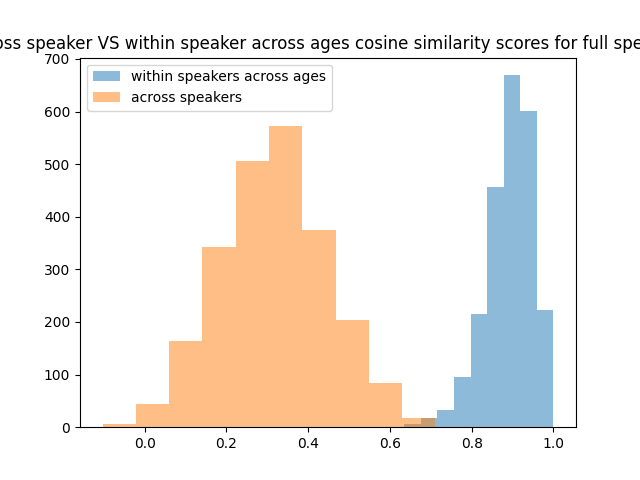 oss speaker VS within speaker across ages cosine similarity scores for full spe
within speakers across ages
across speakers
700
600
500
400
300
200
100
0
0.0 0.2 0.4 0.6 0.8 1.0